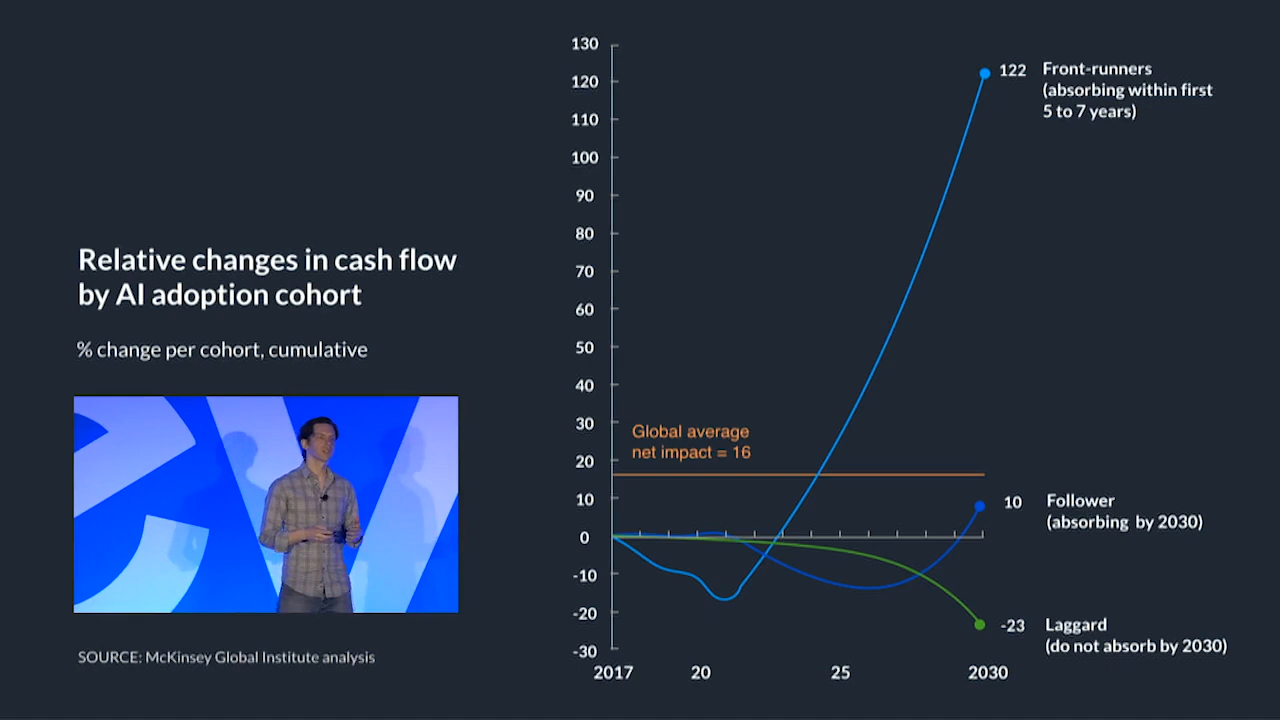 Relative changes in cash flow
by AI adoption cohort
% change per cohort, cumulative
SOURCE: McKinsey Global Institute analysis
130
120
110
100
90
80
70
60
50
40
30
20
10
0
-10
-20
-30
2017
20
25
2030
Global average
net impact = 16
122
Front-runners
(absorbing within first
5 to 7 years)
10
Follower
(absorbing by 2030)
-23
Laggard
(do not absorb by 2030)